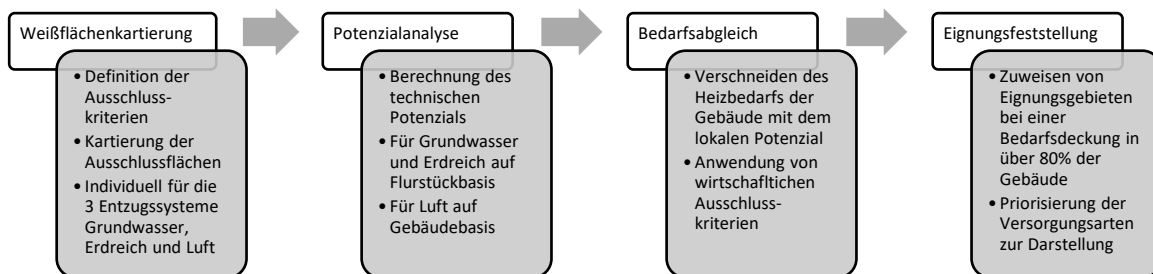 Weißflächenkartierung
• Definition der
Ausschluss-
kriterien
• Kartierung der
Ausschlussflächen
• Individuell für die
3 Entzugssysteme
Grundwasser,
Erdreich und Luft
Potenzialanalyse
• Berechnung des
technischen
Potenzials
• Für Grundwasser
und Erdreich auf
Flurstückbasis
• Für Luft auf
Gebäudebasis
Bedarfsabgleich
• Verschneiden des
Heizbedarfs der
Gebäude mit dem
lokalen Potenzial
• Anwendung von
wirtschafltichen
Ausschluss-
kriterien
Eignungsfeststellung
• Zuweisen von
Eignungsgebieten
bei einer
Bedarfsdeckung in
über 80% der
Gebäude
• Priorisierung der
Versorgungsarten
zur Darstellung